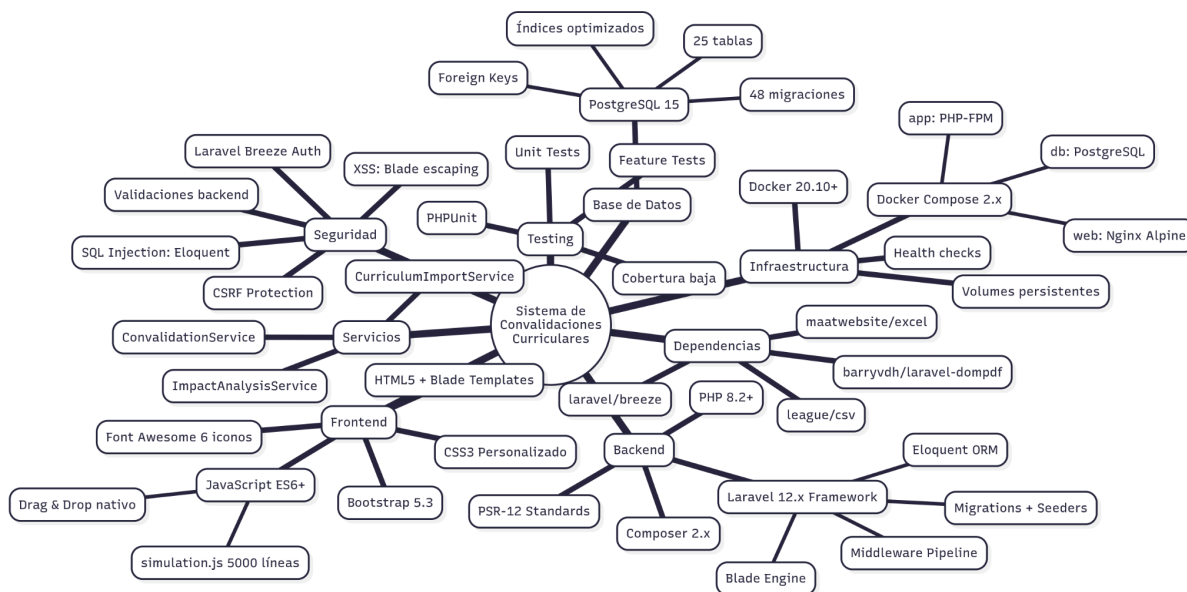 Índices optimizados
25 tablas
Foreign Keys
48 migraciones
PostgreSQL 15
app: PHP-FPM
Laravel Breeze Auth
Unit Tests
Feature Tests
db: PostgreSQL
XSS: Blade escaping
Docker 20.10+
Validaciones backend
Base de Datos
Docker Compose 2.x
PHPUnit
Seguridad
Testing
web: Nginx Alpine
SQL Injection: Eloquent
Health checks
CurriculumImportService
Cobertura baja
Infraestructura
CSRF Protection
Volumes persistentes
Sistema de
Convalidaciones
Curriculares
maatwebsite/excel
ConvalidationService
Servicios
Dependencias
barryvdh/laravel-dompdf
ImpactAnalysisService
HTML5 + Blade Templates
laravel/breeze
PHP 8.2+
league/csv
Frontend
Font Awesome 6 iconos
CSS3 Personalizado
Backend
Eloquent ORM
JavaScript ES6+
Laravel 12.x Framework
Drag & Drop nativo
Bootstrap 5.3
PSR-12 Standards
Migrations + Seeders
Composer 2.x
Middleware Pipeline
simulation.js 5000 líneas
Blade Engine